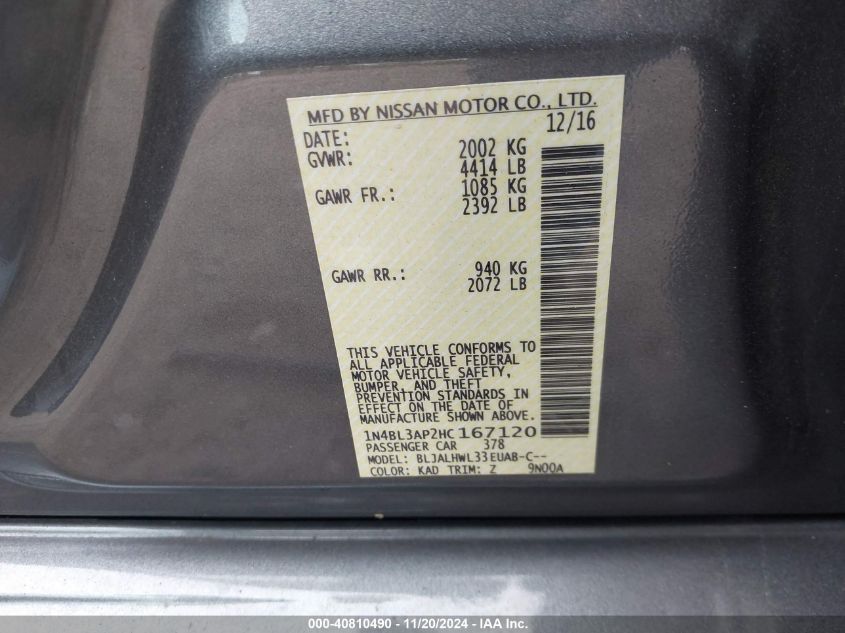 MFD BY NISSAN MOTOR CO., LTD.
DATE: 12/16
GVWR: 2002 KG
4414 LB
GAWR FR.: 1085 KG
2392 LB
GAWR RR.: 940 KG
2072 LB
THIS VEHICLE CONFORMS TO
ALL APPLICABLE FEDERAL
MOTOR VEHICLE SAFETY,
BUMPER, AND THEFT
PREVENTION STANDARDS IN
EFFECT ON THE DATE OF
MANUFACTURE SHOWN ABOVE.
1N4BL3AP2HC167120
PASSENGER CAR 378
MODEL: BLJALHWL33EUAB-C--
COLOR: KAD TRIM: Z 9N00A
000-40810490 - 11/20/2024 - IAA Inc.